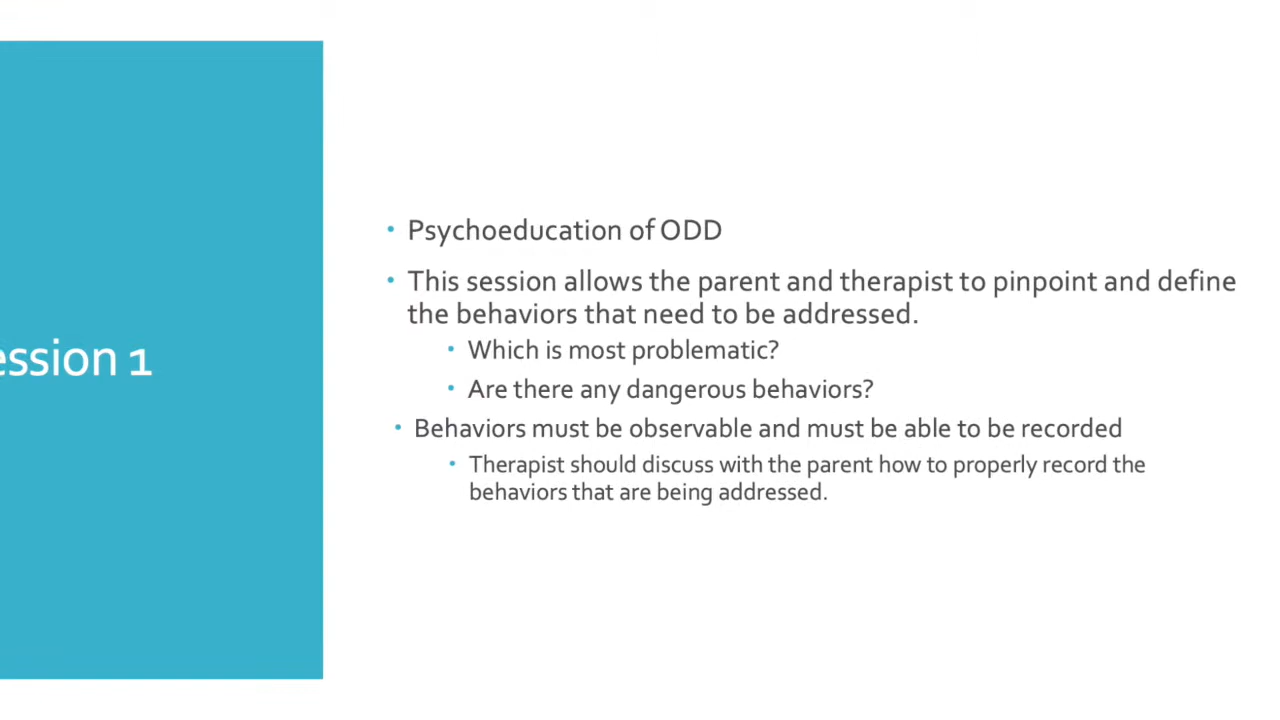 ession 1
• Psychoeducation of ODD
• This session allows the parent and therapist to pinpoint and define
the behaviors that need to be addressed.
• Which is most problematic?
• Are there any dangerous behaviors?
• Behaviors must be observable and must be able to be recorded
• Therapist should discuss with the parent how to properly record the
behaviors that are being addressed.